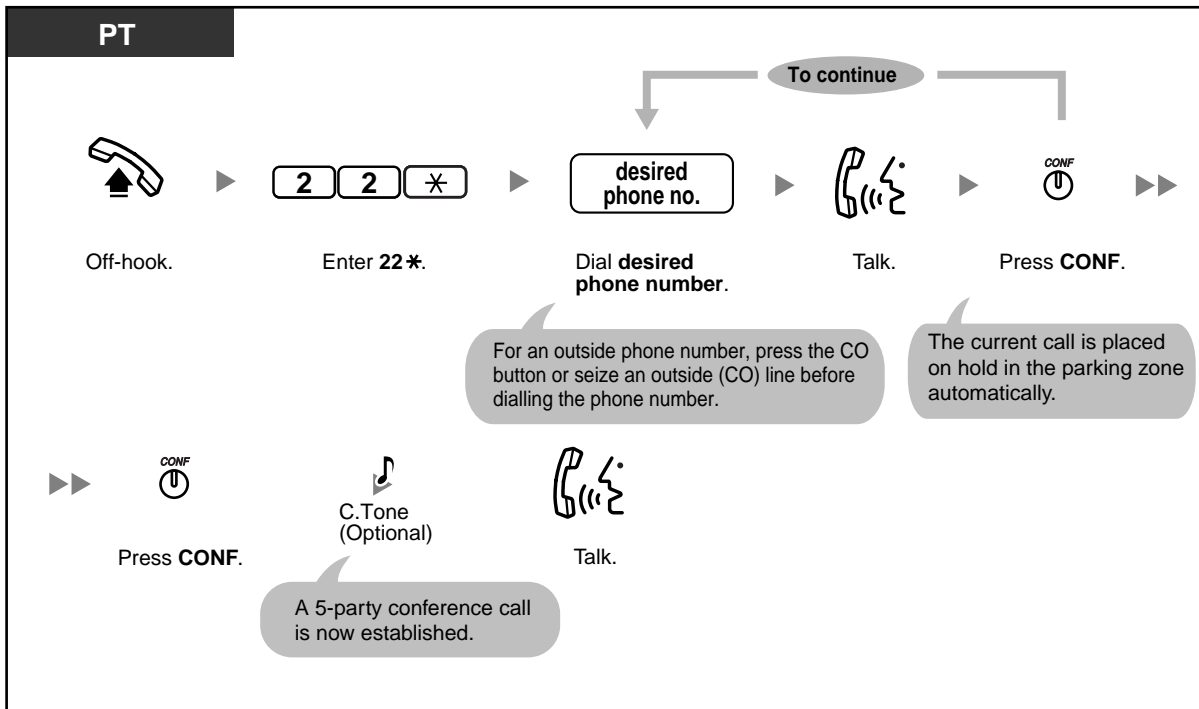 PT
To continue
2 2 ✳
desired
phone no.
CONF
Off-hook.
Enter 22✳.
Dial desired
phone number.
Talk.
Press CONF.
For an outside phone number, press the CO
button or seize an outside (CO) line before
dialling the phone number.
The current call is placed
on hold in the parking zone
automatically.
CONF
C.Tone
(Optional)
Press CONF.
Talk.
A 5-party conference call
is now established.